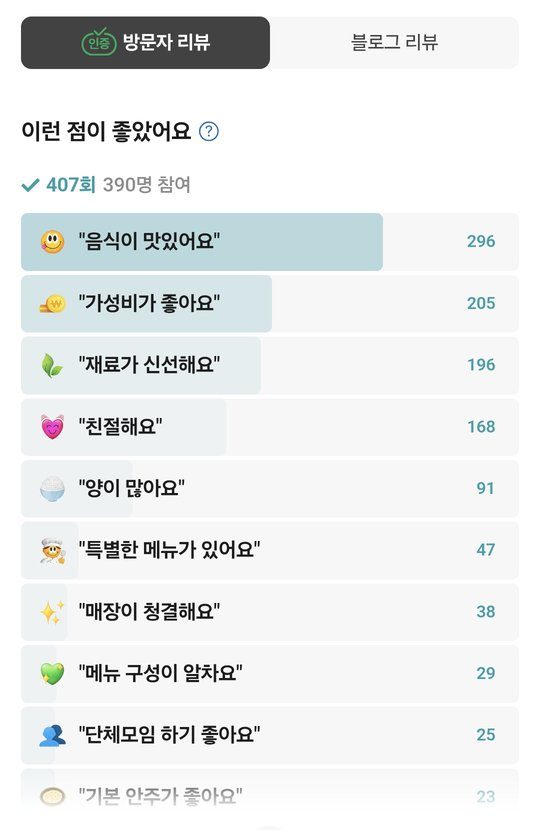 인증 방문자 리뷰
블로그 리뷰
이런 점이 좋았어요 ?
407회 390명 참여
"음식이 맛있어요" 296
"가성비가 좋아요" 205
"재료가 신선해요" 196
"친절해요" 168
"양이 많아요" 91
"특별한 메뉴가 있어요" 47
"매장이 청결해요" 38
"메뉴 구성이 알차요" 29
"단체모임 하기 좋아요" 25
"기본 안주가 좋아요" 23